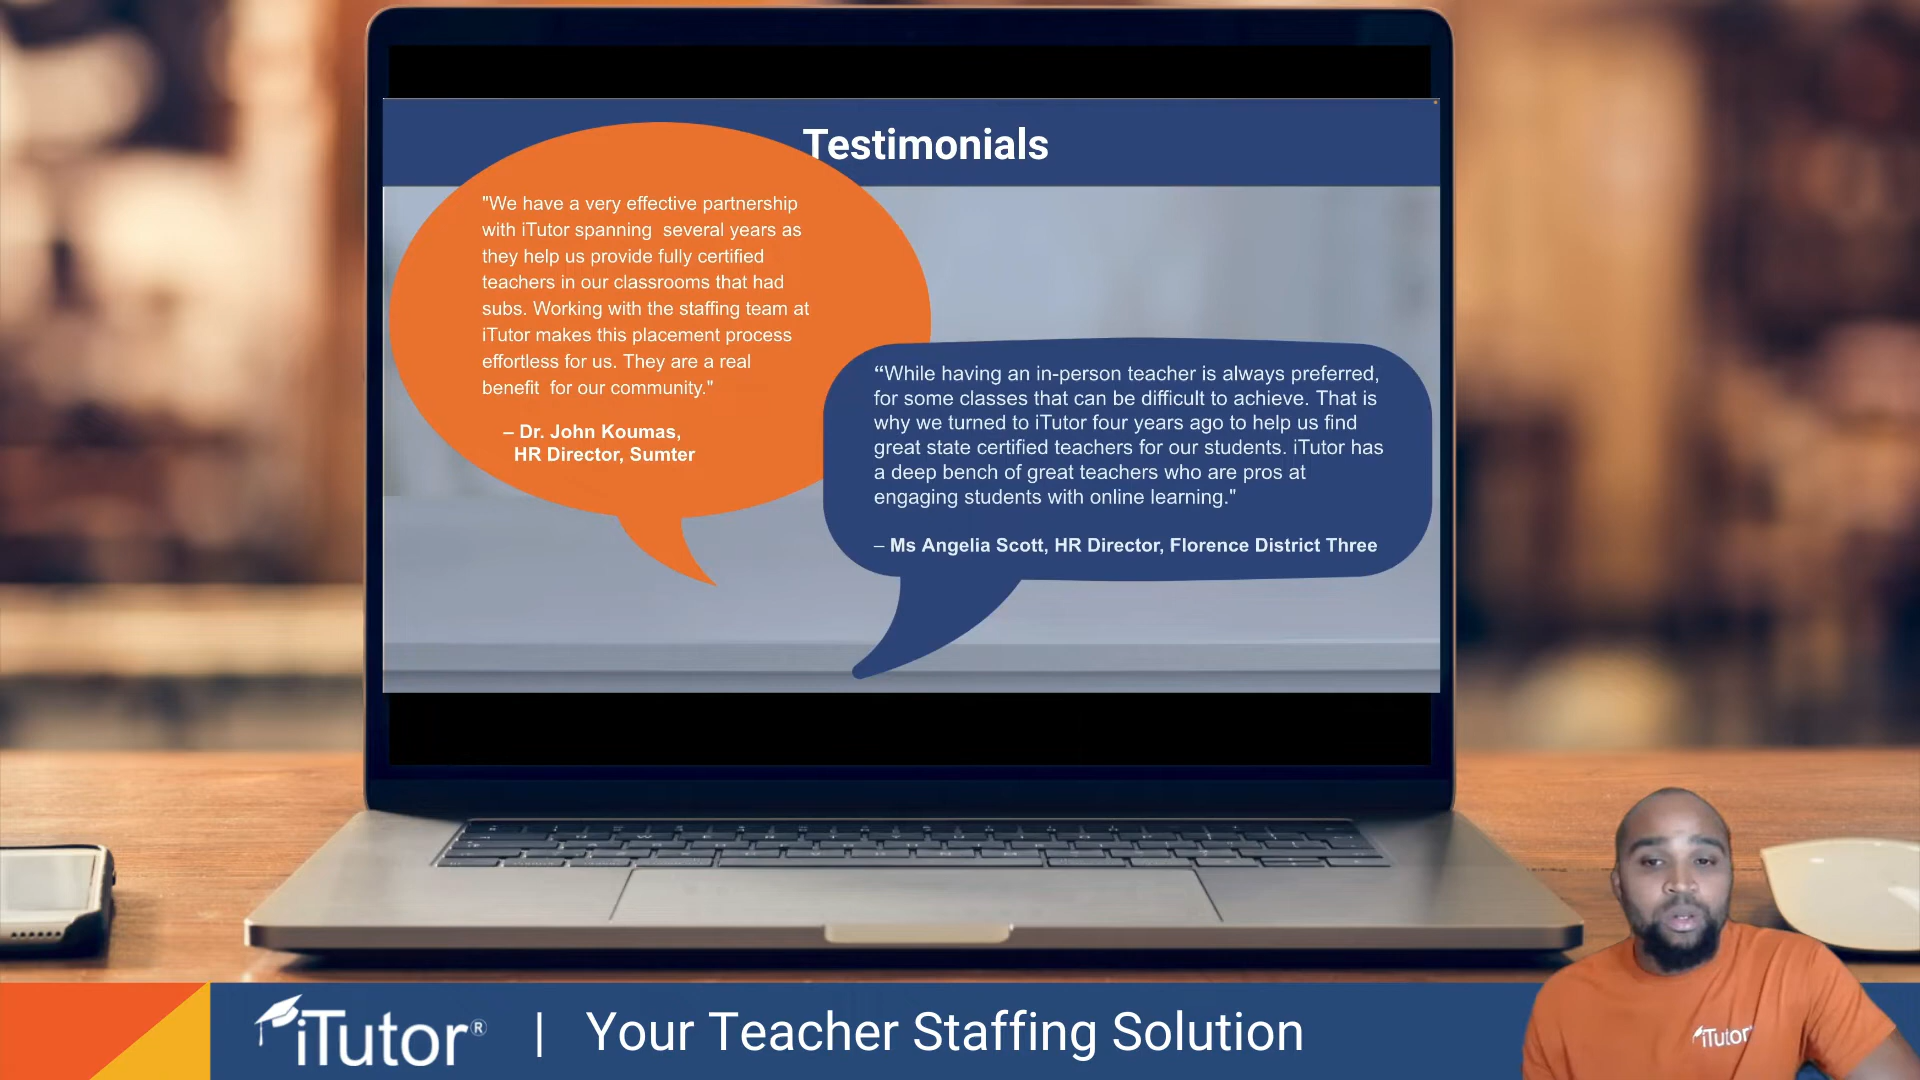 Testimonials
"We have a very effective partnership
with iTutor spanning  several years as
they help us provide fully certified
teachers in our classrooms that had
subs. Working with the staffing team at
iTutor makes this placement process
effortless for us. They are a real
benefit  for our community."
– Dr. John Koumas,
HR Director, Sumter
“While having an in-person teacher is always preferred,
for some classes that can be difficult to achieve. That is
why we turned to iTutor four years ago to help us find
great state certified teachers for our students. iTutor has
a deep bench of great teachers who are pros at
engaging students with online learning."
– Ms Angelia Scott, HR Director, Florence District Three
iTutor® | Your Teacher Staffing Solution
iTutor